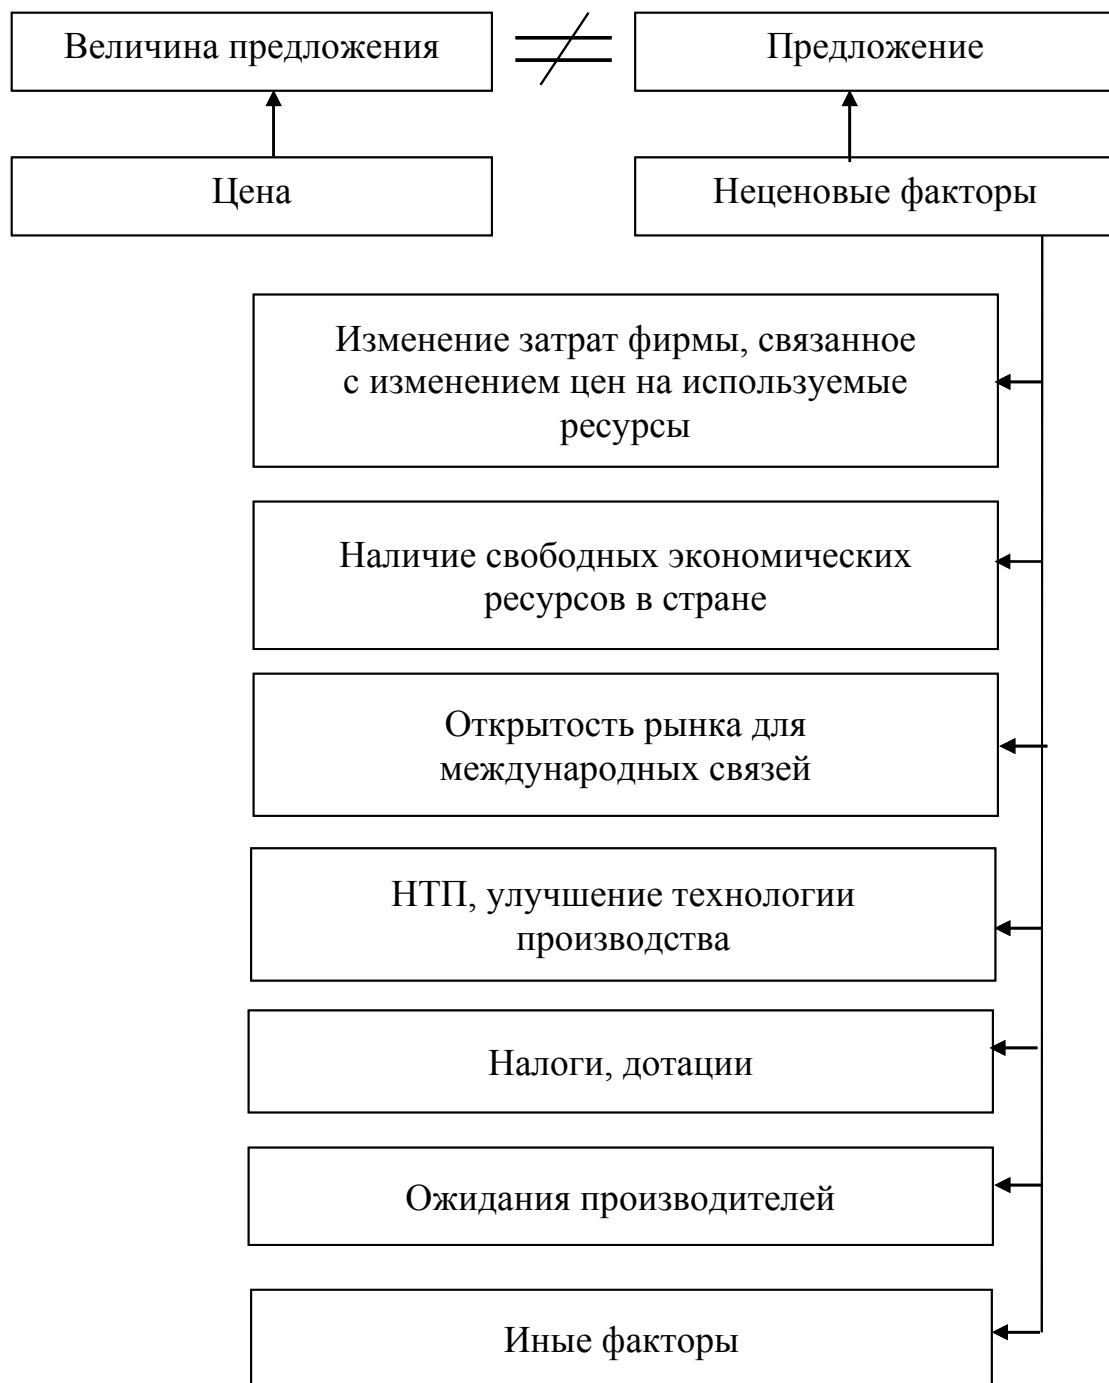 Величина предложения
Предложение
Цена
Неценовые факторы
Изменение затрат фирмы, связанное
с изменением цен на используемые
ресурсы
Наличие свободных экономических
ресурсов в стране
Открытость рынка для
международных связей
НТП, улучшение технологии
производства
Налоги, дотации
Ожидания производителей
Иные факторы